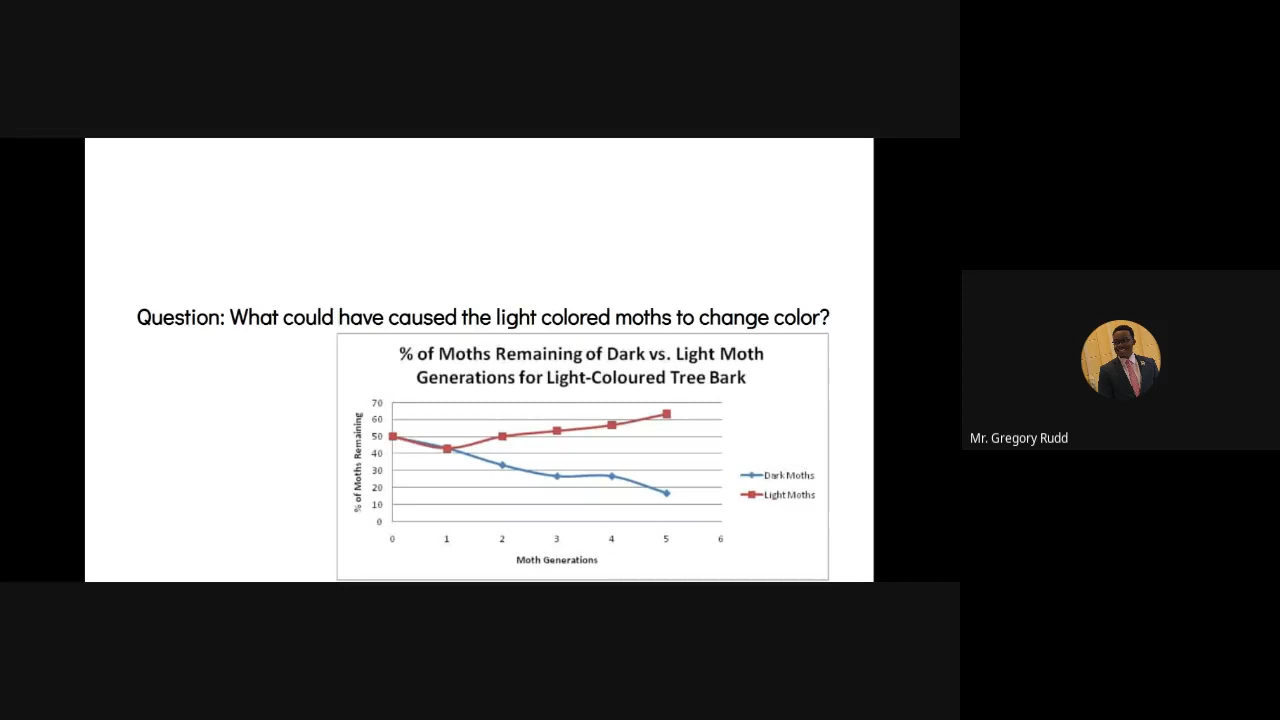 Question: What could have caused the light colored moths to change color?
% of Moths Remaining of Dark vs. Light Moth
Generations for Light-Coloured Tree Bark
% of Moths Remaining
70
60
50
40
30
20
10
0
0 1 2 3 4 5 6
Moth Generations
Dark Moths
Light Moths
Mr. Gregory Rudd